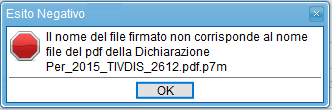 Esito Negativo
Il nome del file firmato non corrisponde al nome
file del pdf della Dichiarazione
Per_2015_TIVDIS_2612.pdf.p7m
OK